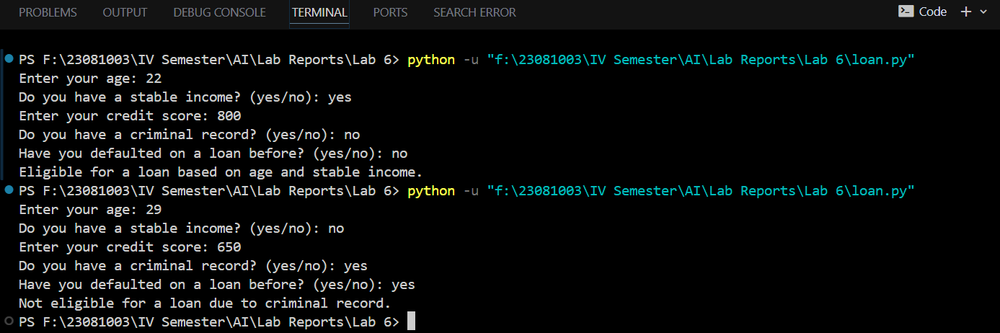 PROBLEMS OUTPUT DEBUG CONSOLE TERMINAL PORTS SEARCH ERROR Code
PS F:\23081003\IV Semester\AI\Lab Reports\Lab 6> python -u "f:\23081003\IV Semester\AI\Lab Reports\Lab 6\loan.py"
Enter your age: 22
Do you have a stable income? (yes/no): yes
Enter your credit score: 800
Do you have a criminal record? (yes/no): no
Have you defaulted on a loan before? (yes/no): no
Eligible for a loan based on age and stable income.
PS F:\23081003\IV Semester\AI\Lab Reports\Lab 6> python -u "f:\23081003\IV Semester\AI\Lab Reports\Lab 6\loan.py"
Enter your age: 29
Do you have a stable income? (yes/no): no
Enter your credit score: 650
Do you have a criminal record? (yes/no): yes
Have you defaulted on a loan before? (yes/no): yes
Not eligible for a loan due to criminal record.
PS F:\23081003\IV Semester\AI\Lab Reports\Lab 6>